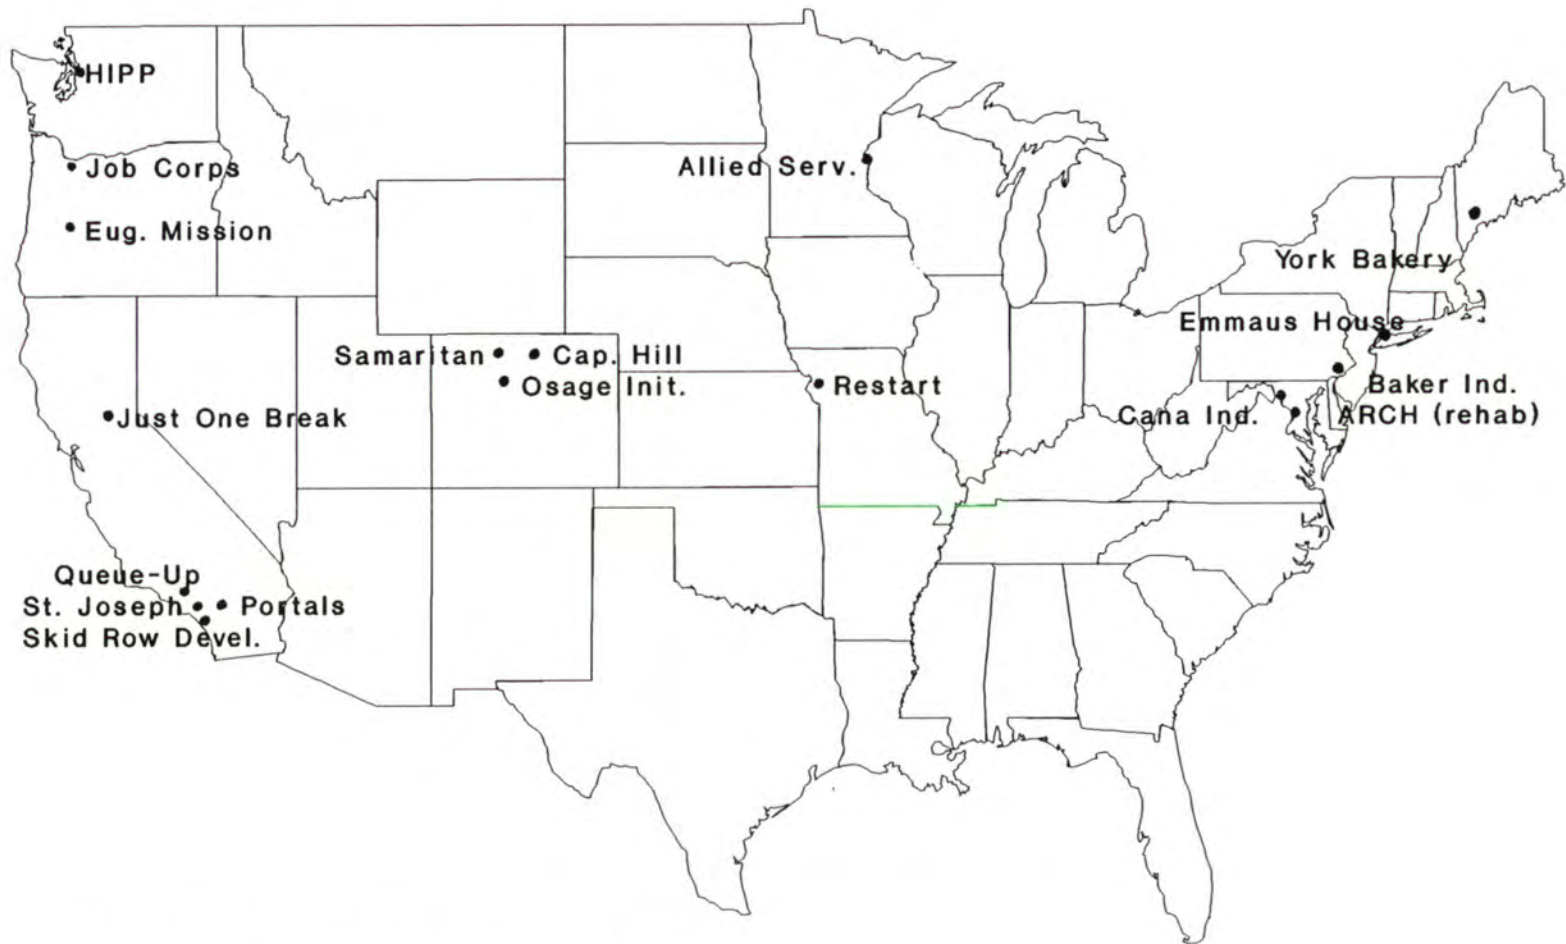 HIPP
Job Corps
Allied Serv.
Eug. Mission
York Bakery
Emmaus House
Samaritan
Cap. Hill
Osage Init.
Restart
Baker Ind.
Just One Break
Cana Ind.
ARCH (rehab)
Queue-Up
St. Joseph
Portals
Skid Row Devel.